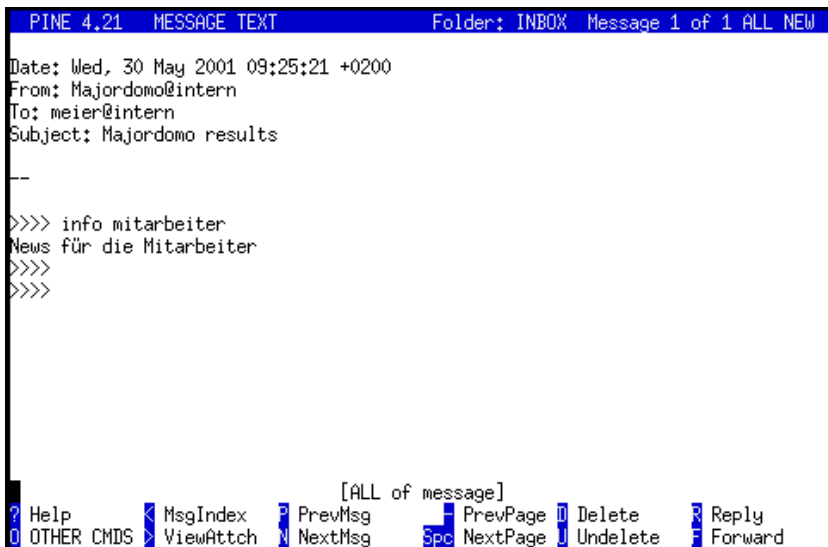 PINE 4.21   MESSAGE TEXT                    Folder: INBOX  Message 1 of 1 ALL NEW
Date: Wed, 30 May 2001 09:25:21 +0200
From: Majordomo@intern
To: meier@intern
Subject: Majordomo results
--
>>>> info mitarbeiter
News für die Mitarbeiter
>>>>
>>>>
[ALL of message]
? Help       < MsgIndex   P PrevMsg      - PrevPage D Delete     R Reply
O OTHER CMDS > ViewAttch  N NextMsg    Spc NextPage U Undelete   F Forward